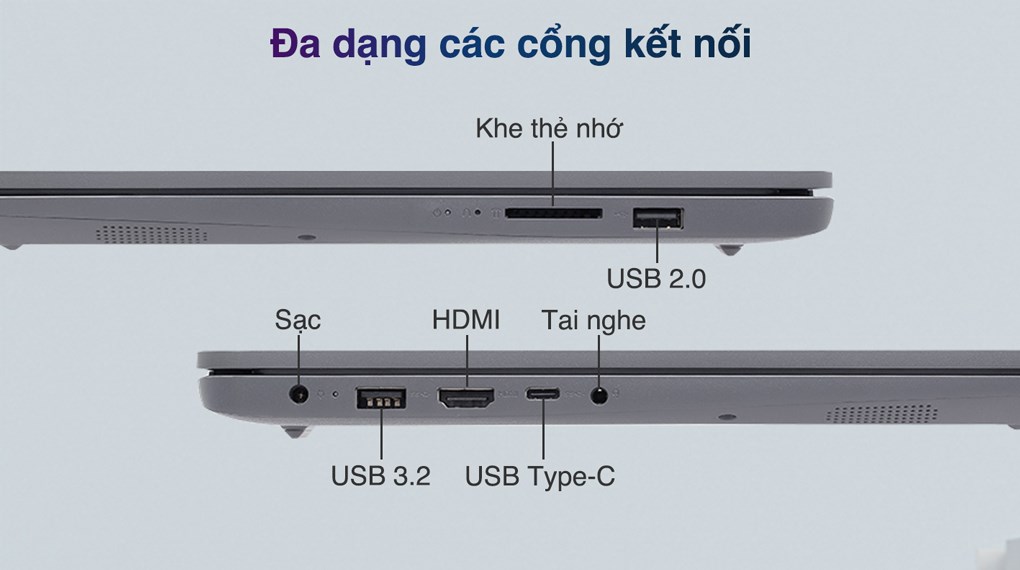 Đa dạng các cổng kết nối
Khe thẻ nhớ
USB 2.0
Sạc
HDMI
Tai nghe
USB 3.2
USB Type-C